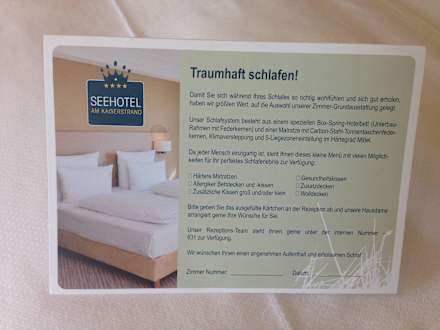 SEEHOTEL
AM KAISERSTRAND
Traumhaft schlafen!
Damit Sie sich während Ihres Schlafes so richtig wohlfühlen und sich gut erholen,
haben wir größten Wert auf die Auswahl unserer Zimmer-Grundausstattung gelegt.
Unser Schlafsystem besteht aus einem speziellen Box-Spring-Hotelbett (Unterbau-
Rahmen mit Federkernen) und einer Matratze mit Carbon-Stahl-Tonnentaschenfeder-
kernen, Klimaversteppung und 5-Liegezoneneinteilung im Härtegrad Mittel.
Da jeder Mensch einzigartig ist, steht Ihnen dieses kleine Menü mit vielen Möglich-
keiten für Ihr perfektes Schlaferlebnis zur Verfügung:
□ Härtere Matratzen □ Gesundheitskissen
□ Allergiker Bettdecken und -kissen □ Zusatzdecken
□ Zusätzliche Kissen groß und/oder klein □ Wolldecken
Bitte geben Sie das ausgefüllte Kärtchen an der Rezeption ab und unsere Hausdame
arrangiert gerne Ihre Wünsche für Sie.
Unser Rezeptions-Team steht Ihnen gerne unter der internen Nummer
631 zur Verfügung.
Wir wünschen Ihnen einen angenehmen Aufenthalt und erholsamen Schlaf
Zimmer Nummer: Datum: